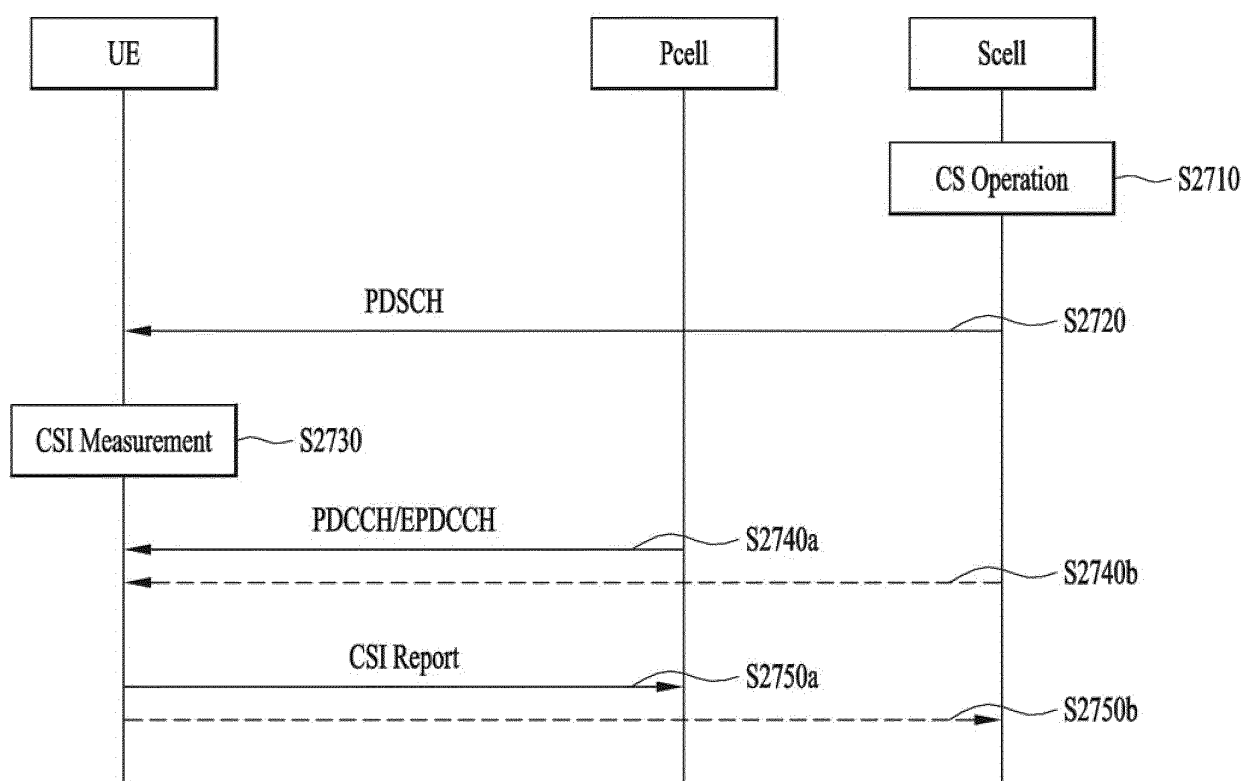 UE
Pcell
Scell
CS Operation
S2710
PDSCH
S2720
CSI Measurement
S2730
PDCCH/EPDCCH
S2740a
S2740b
CSI Report
S2750a
S2750b